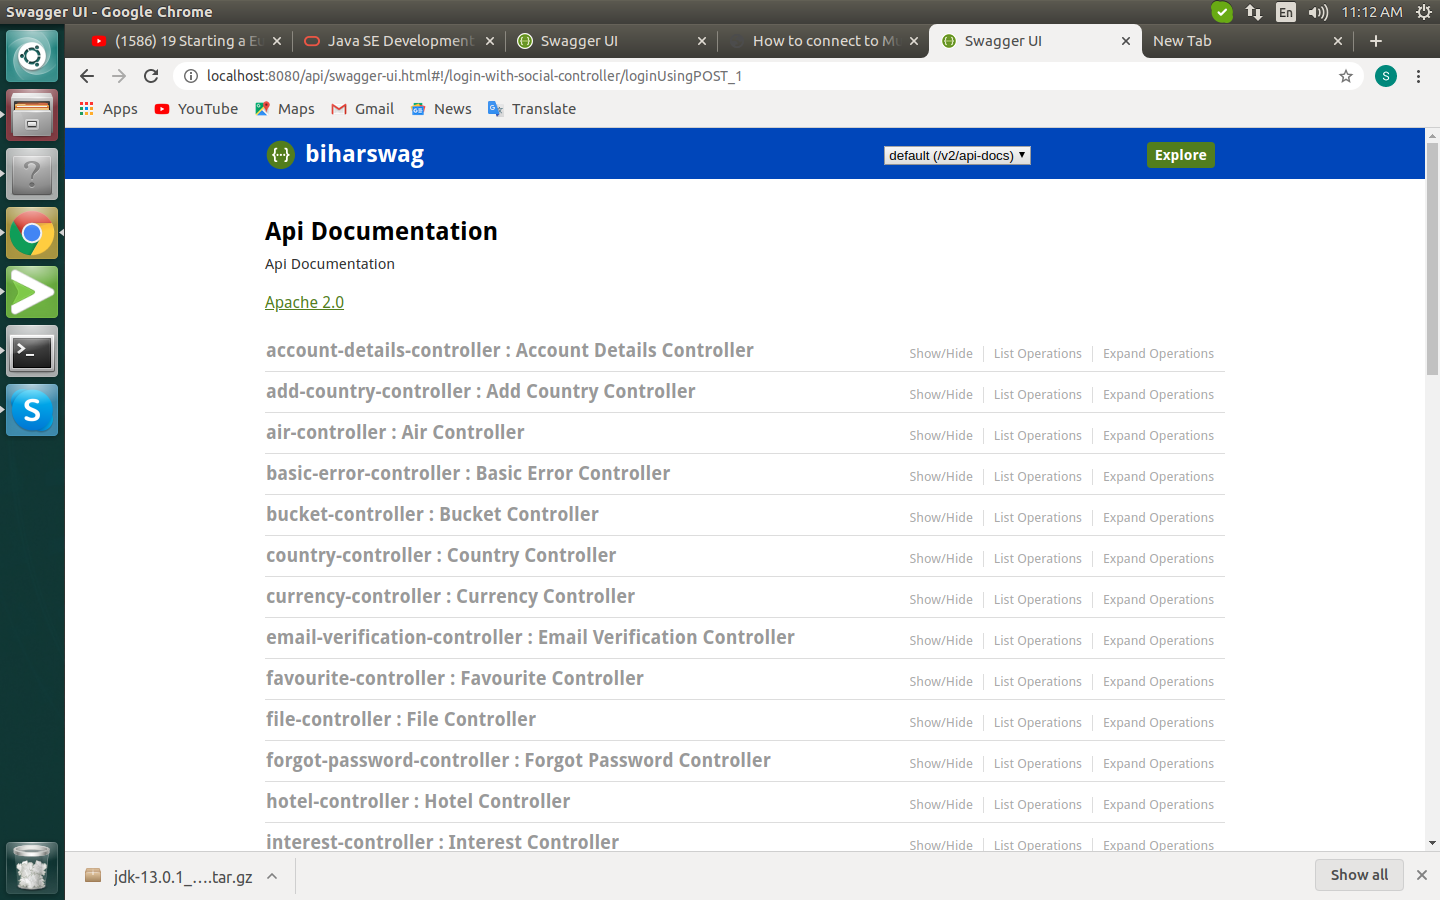 Swagger UI - Google Chrome
En
11:12 AM
(1586) 19 Starting a Eu
Java SE Development
Swagger UI
How to connect to Mu
Swagger UI
New Tab
localhost:8080/api/swagger-ui.html#!/login-with-social-controller/loginUsingPOST_1
S
Apps
YouTube
Maps
Gmail
News
Translate
{··} biharswag
default (/v2/api-docs)
Explore
Api Documentation
Api Documentation
Apache 2.0
account-details-controller : Account Details Controller Show/Hide List Operations Expand Operations
add-country-controller : Add Country Controller Show/Hide List Operations Expand Operations
air-controller : Air Controller Show/Hide List Operations Expand Operations
basic-error-controller : Basic Error Controller Show/Hide List Operations Expand Operations
bucket-controller : Bucket Controller Show/Hide List Operations Expand Operations
country-controller : Country Controller Show/Hide List Operations Expand Operations
currency-controller : Currency Controller Show/Hide List Operations Expand Operations
email-verification-controller : Email Verification Controller Show/Hide List Operations Expand Operations
favourite-controller : Favourite Controller Show/Hide List Operations Expand Operations
file-controller : File Controller Show/Hide List Operations Expand Operations
forgot-password-controller : Forgot Password Controller Show/Hide List Operations Expand Operations
hotel-controller : Hotel Controller Show/Hide List Operations Expand Operations
interest-controller : Interest Controller Show/Hide List Operations Expand Operations
jdk-13.0.1_....tar.gz
Show all